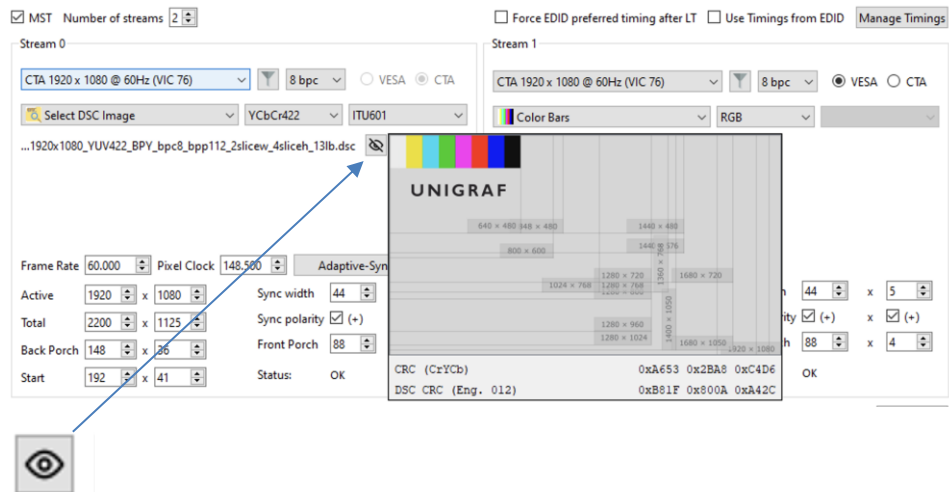 MST Number of streams 2
Force EDID preferred timing after LT Use Timings from EDID Manage Timings
Stream 0
CTA 1920 x 1080 @ 60Hz (VIC 76) 8 bpc VESA CTA
Select DSC Image YCbCr422 ITU601
...1920x1080_YUV422_BPY_bpc8_bpp112_2slicew_4sliceh_13lb.dsc
Frame Rate 60.000 Pixel Clock 148.500 Adaptive-Syn
Active 1920 x 1080 Sync width 44
Total 2200 x 1125 Sync polarity (+)
Back Porch 148 x 36 Front Porch 88
Start 192 x 41 Status: OK
Stream 1
CTA 1920 x 1080 @ 60Hz (VIC 76) 8 bpc VESA CTA
Color Bars RGB
UNIGRAF
640 × 480 848 × 480 1440 × 480
800 × 600 1440 × 576
1360 × 768
1280 × 720 1680 × 720
1024 × 768 1280 × 768
1280 × 800
1400 × 1050
1280 × 960
1280 × 1024 1680 × 1050 1920 × 1080
CRC (CrYCb) 0xA653 0x2BA8 0xC4D6
DSC CRC (Eng. 012) 0xB81F 0x800A 0xA42C
h 44 x 5
ity (+) x (+)
h 88 x 4
OK